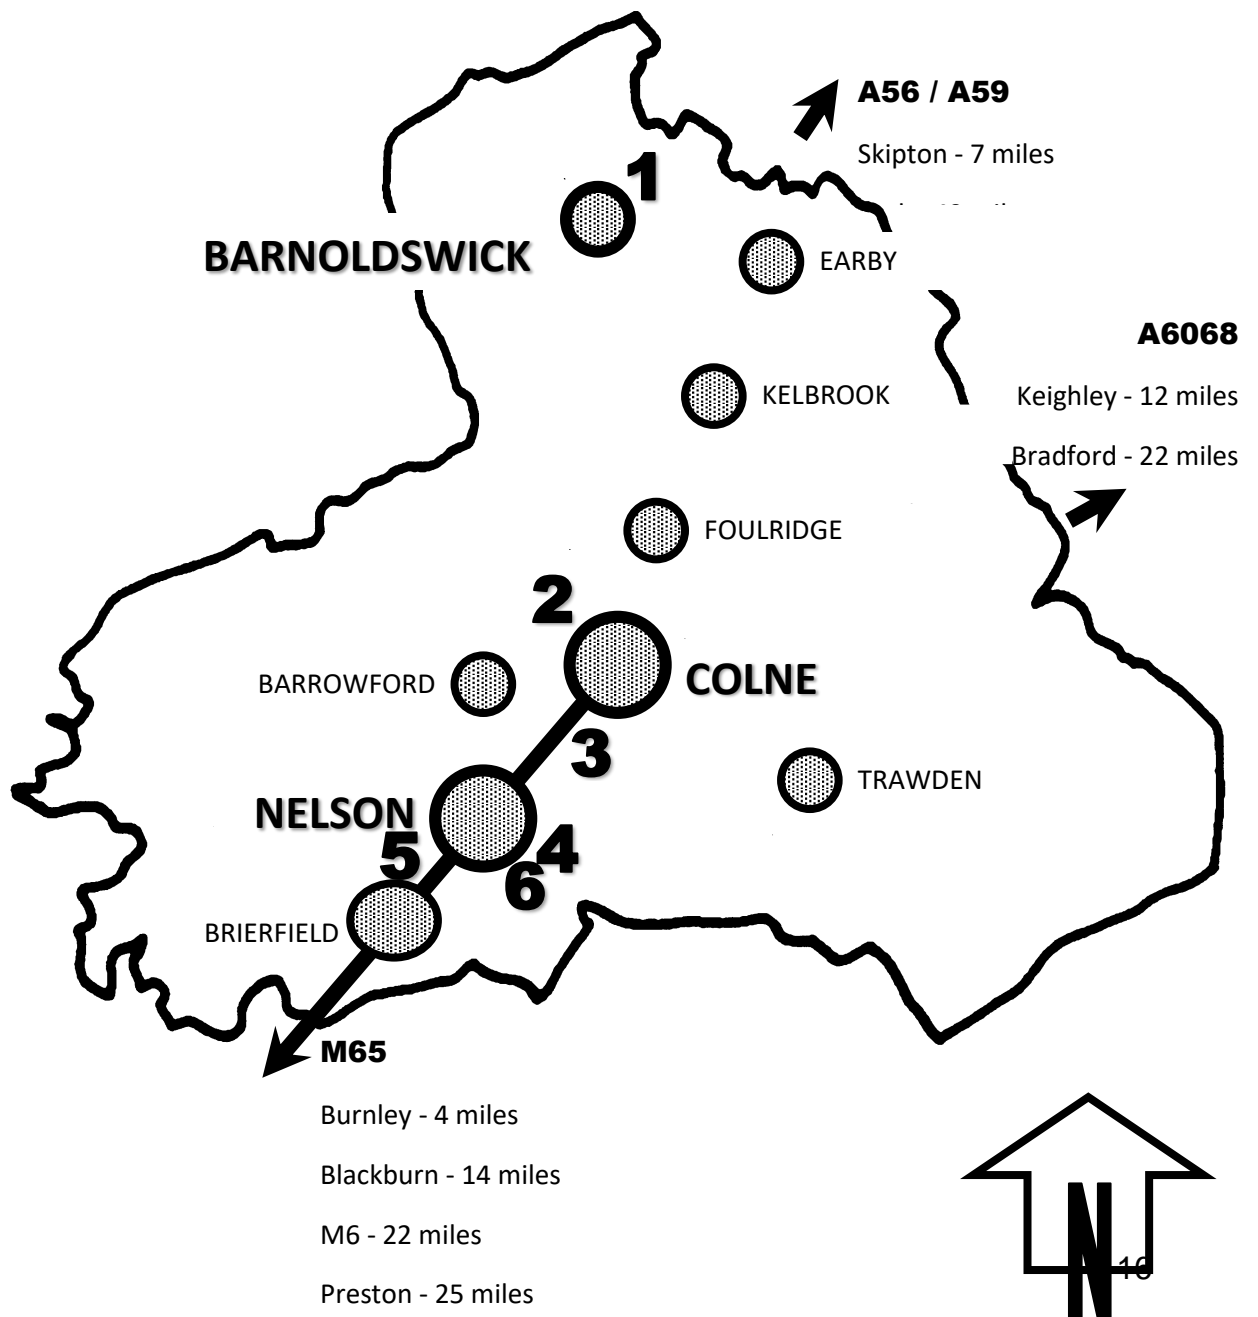 A56 / A59
Skipton - 7 miles
1
BARNOLDSWICK
EARBY
A6068
KELBROOK
Keighley - 12 miles
Bradford - 22 miles
FOULRIDGE
2
BARROWFORD
COLNE
3
TRAWDEN
NELSON
5
4
6
BRIERFIELD
M65
Burnley - 4 miles
Blackburn - 14 miles
M6 - 22 miles
Preston - 25 miles
N
16